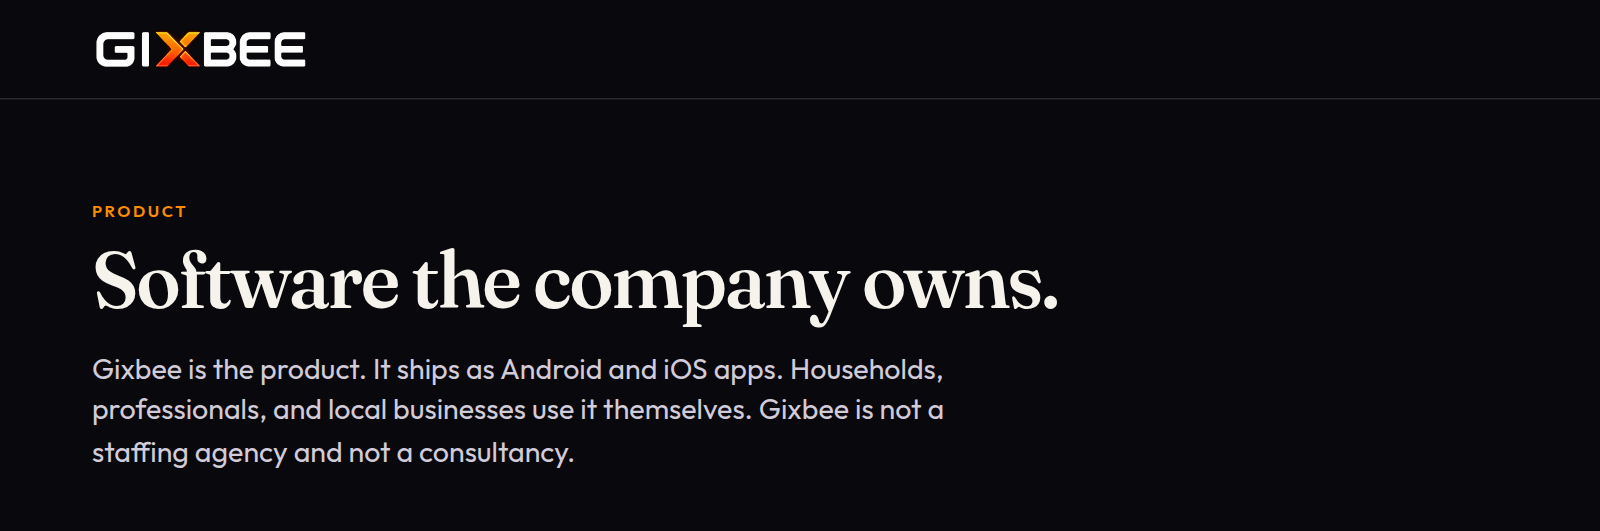 GIXBEE
PRODUCT
Software the company owns.
Gixbee is the product. It ships as Android and iOS apps. Households,
professionals, and local businesses use it themselves. Gixbee is not a
staffing agency and not a consultancy.